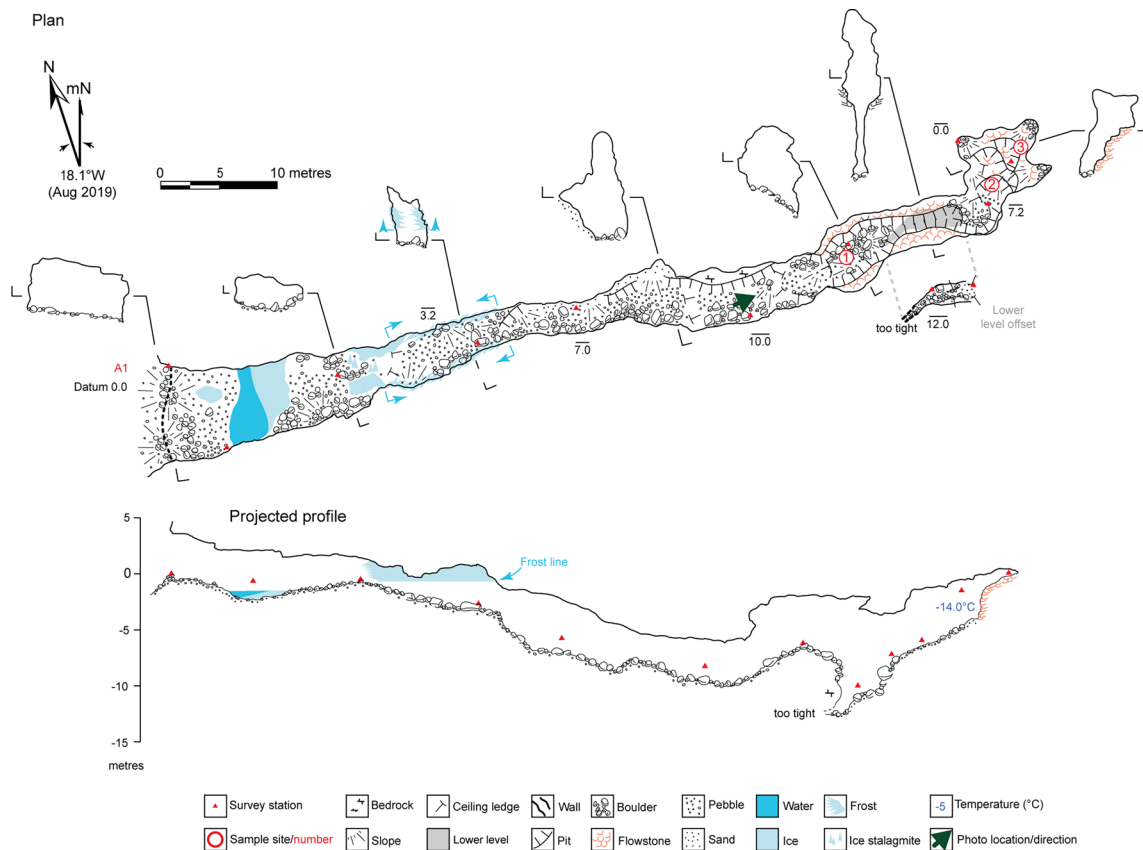 Plan
N
mN
18.1°W
(Aug 2019)
0 5 10 metres
A1
Datum 0.0
3.2
7.0
10.0
1
0.0
3
2
7.2
12.0
too tight
Lower
level offset
Projected profile
5
0
-5
-10
-15
metres
Frost line
-14.0°C
too tight
Survey station
Bedrock
Ceiling ledge
Wall
Boulder
Pebble
Water
Frost
-5 Temperature (°C)
Sample site/number
Slope
Lower level
Pit
Flowstone
Sand
Ice
Ice stalagmite
Photo location/direction